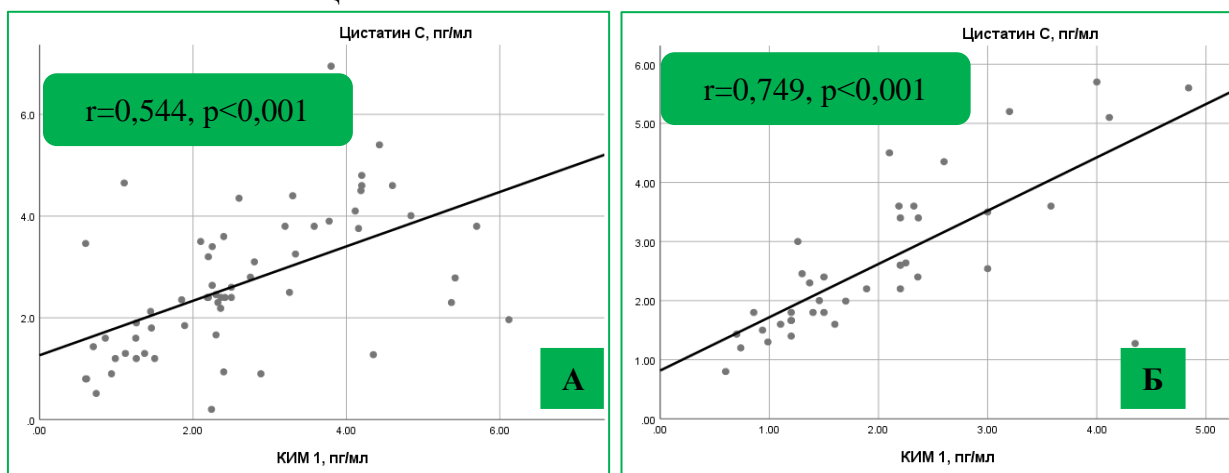 Цистатин С, пг/мл
r=0,544, p<0,001
6.0
4.0
2.0
.0
.00 2.00 4.00 6.00
А
КИМ 1, пг/мл
Цистатин С, пг/мл
r=0,749, p<0,001
6.00
5.00
4.00
3.00
2.00
1.00
.00
.00 1.00 2.00 3.00 4.00 5.00
Б
КИМ 1, пг/мл